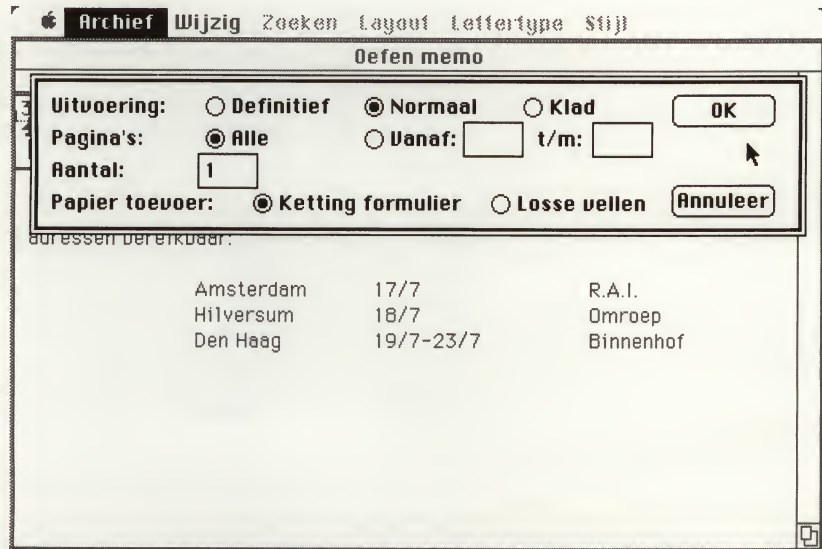 Archief Wijzig Zoeken Layout Lettertype Stijl
Oefen memo
Uitvoering: Definitief Normaal Klad OK
Pagina's: Alle Vanaf: t/m:
Aantal: 1
Papier toevoer: Ketting formulier Losse vellen Annuleer
adressen bereikbaar:
Amsterdam 17/7 R.A.I.
Hilversum 18/7 Omroep
Den Haag 19/7-23/7 Binnenhof